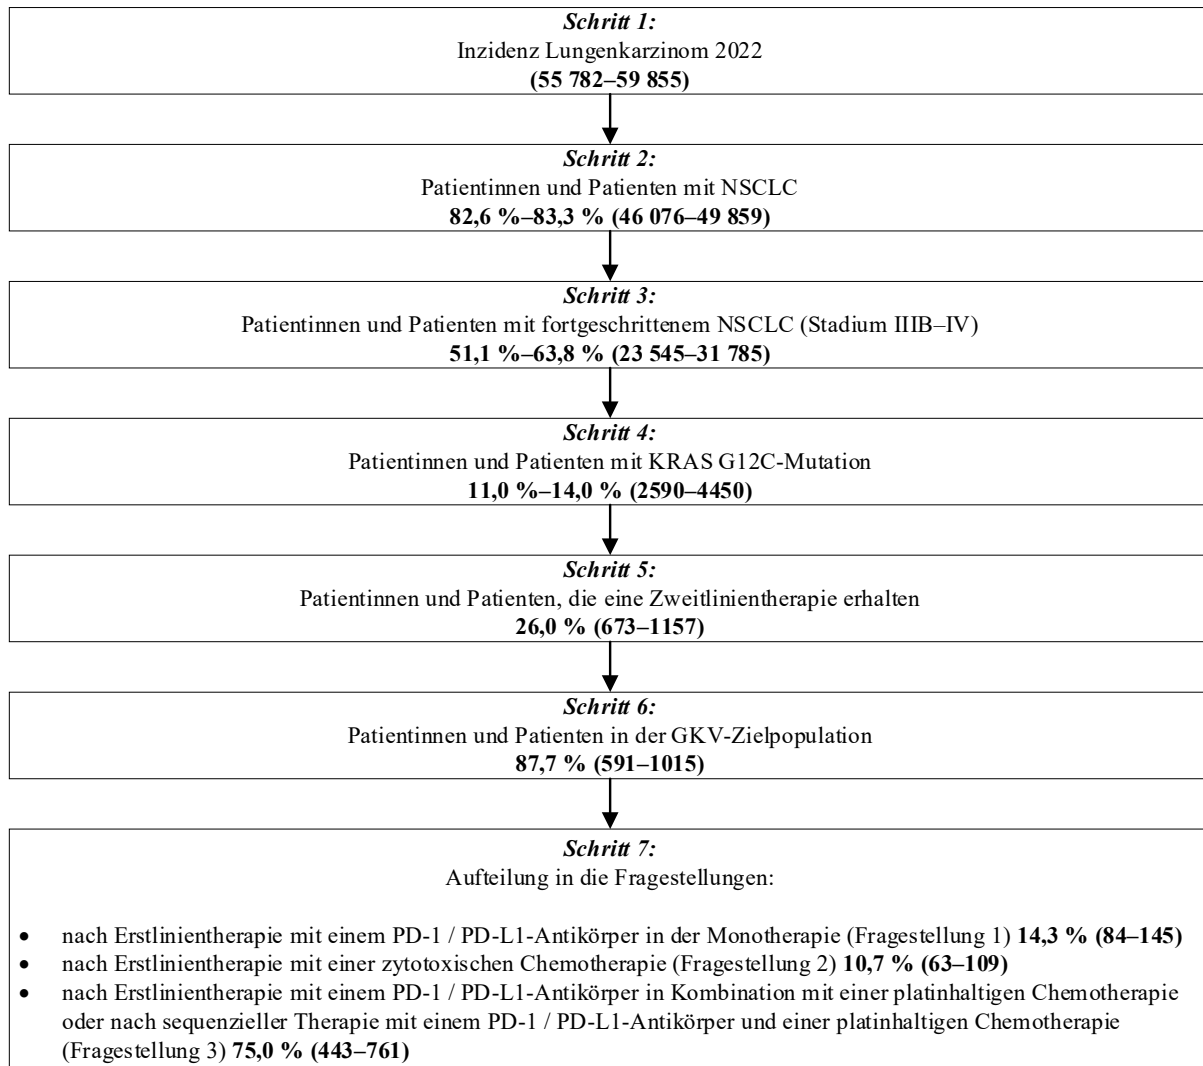 Schritt 1:
Inzidenz Lungenkarzinom 2022
(55 782–59 855)
Schritt 2:
Patientinnen und Patienten mit NSCLC
82,6 %–83,3 % (46 076–49 859)
Schritt 3:
Patientinnen und Patienten mit fortgeschrittenem NSCLC (Stadium IIIB–IV)
51,1 %–63,8 % (23 545–31 785)
Schritt 4:
Patientinnen und Patienten mit KRAS G12C-Mutation
11,0 %–14,0 % (2590–4450)
Schritt 5:
Patientinnen und Patienten, die eine Zweitlinientherapie erhalten
26,0 % (673–1157)
Schritt 6:
Patientinnen und Patienten in der GKV-Zielpopulation
87,7 % (591–1015)
Schritt 7:
Aufteilung in die Fragestellungen:
• nach Erstlinientherapie mit einem PD-1 / PD-L1-Antikörper in der Monotherapie (Fragestellung 1) 14,3 % (84–145)
• nach Erstlinientherapie mit einer zytotoxischen Chemotherapie (Fragestellung 2) 10,7 % (63–109)
• nach Erstlinientherapie mit einem PD-1 / PD-L1-Antikörper in Kombination mit einer platinhaltigen Chemotherapie
oder nach sequenzieller Therapie mit einem PD-1 / PD-L1-Antikörper und einer platinhaltigen Chemotherapie
(Fragestellung 3) 75,0 % (443–761)